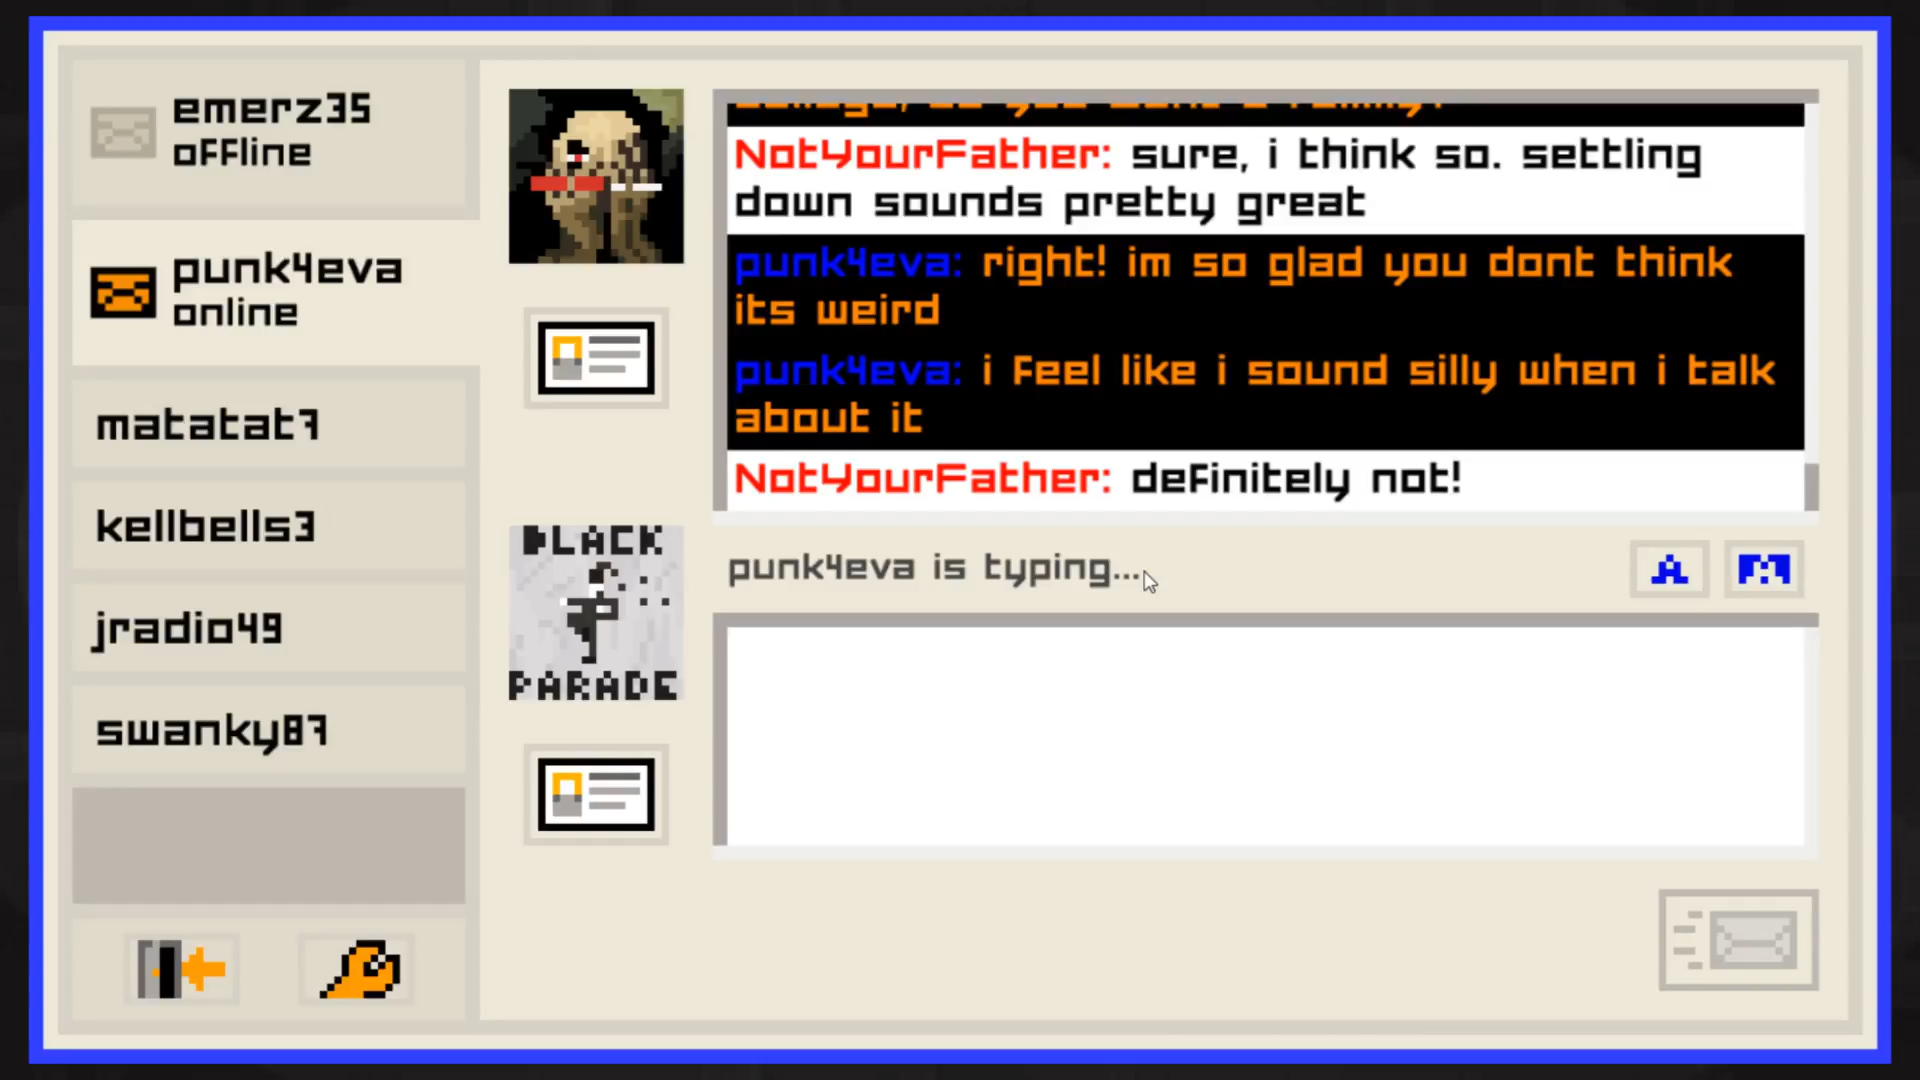 emerz35
offline
punk4eva
online
matatat7
kellbells3
jradio49
swanky87
NotYourFather: sure, i think so. settling
down sounds pretty great
punk4eva: right! im so glad you dont think
its weird
punk4eva: i feel like i sound silly when i talk
about it
NotYourFather: definitely not!
BLACK
PARADE
punk4eva is typing...
A